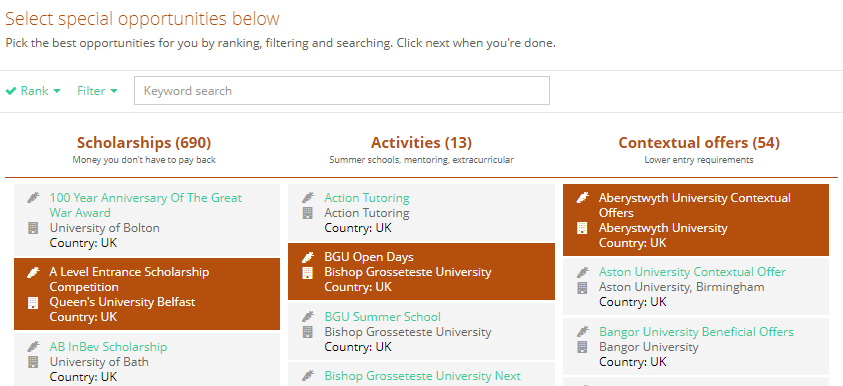 Select special opportunities below
Pick the best opportunities for you by ranking, filtering and searching. Click next when you're done.
Rank Filter Keyword search
Scholarships (690)
Money you don't have to pay back
100 Year Anniversary Of The Great
War Award
University of Bolton
Country: UK
A Level Entrance Scholarship
Competition
Queen's University Belfast
Country: UK
AB InBev Scholarship
University of Bath
Country: UK
Activities (13)
Summer schools, mentoring, extracurricular
Action Tutoring
Action Tutoring
Country: UK
BGU Open Days
Bishop Grosseteste University
Country: UK
BGU Summer School
Bishop Grosseteste University
Country: UK
Bishop Grosseteste University Next
Contextual offers (54)
Lower entry requirements
Aberystwyth University Contextual
Offers
Aberystwyth University
Country: UK
Aston University Contextual Offer
Aston University, Birmingham
Country: UK
Bangor University Beneficial Offers
Bangor University
Country: UK